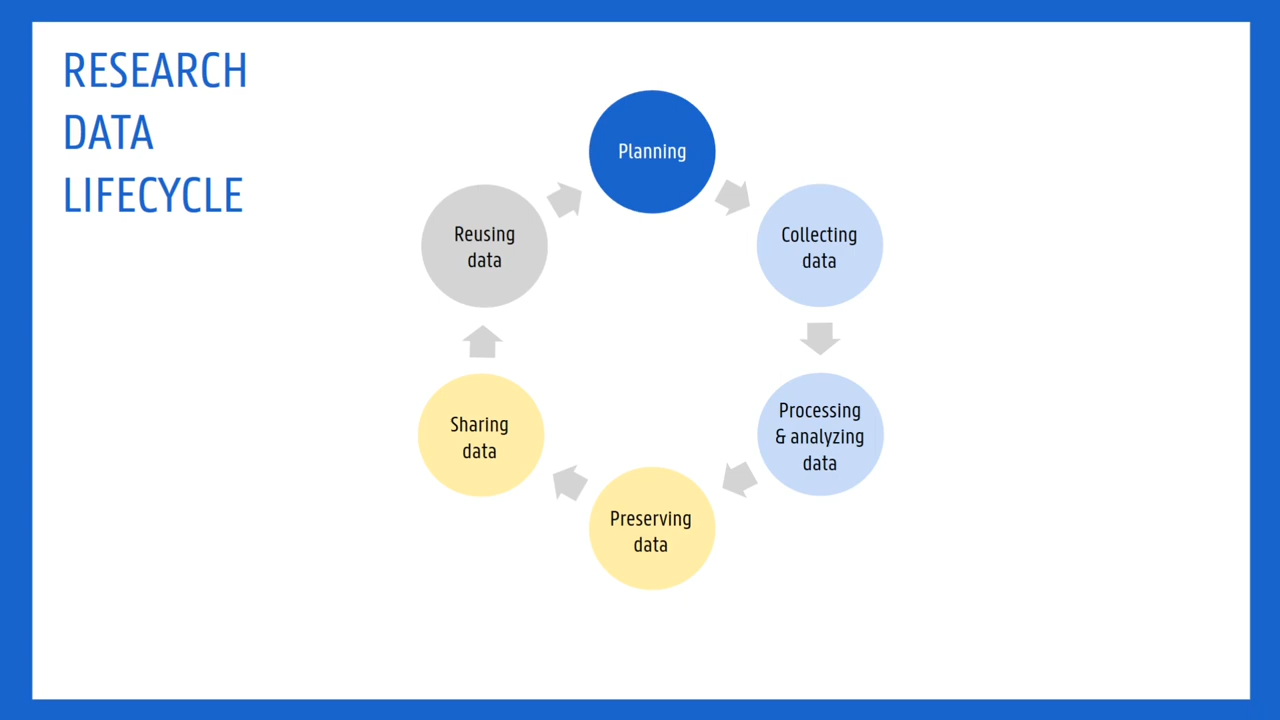 RESEARCH
DATA
LIFECYCLE
Planning
Collecting
data
Processing
& analyzing
data
Preserving
data
Sharing
data
Reusing
data